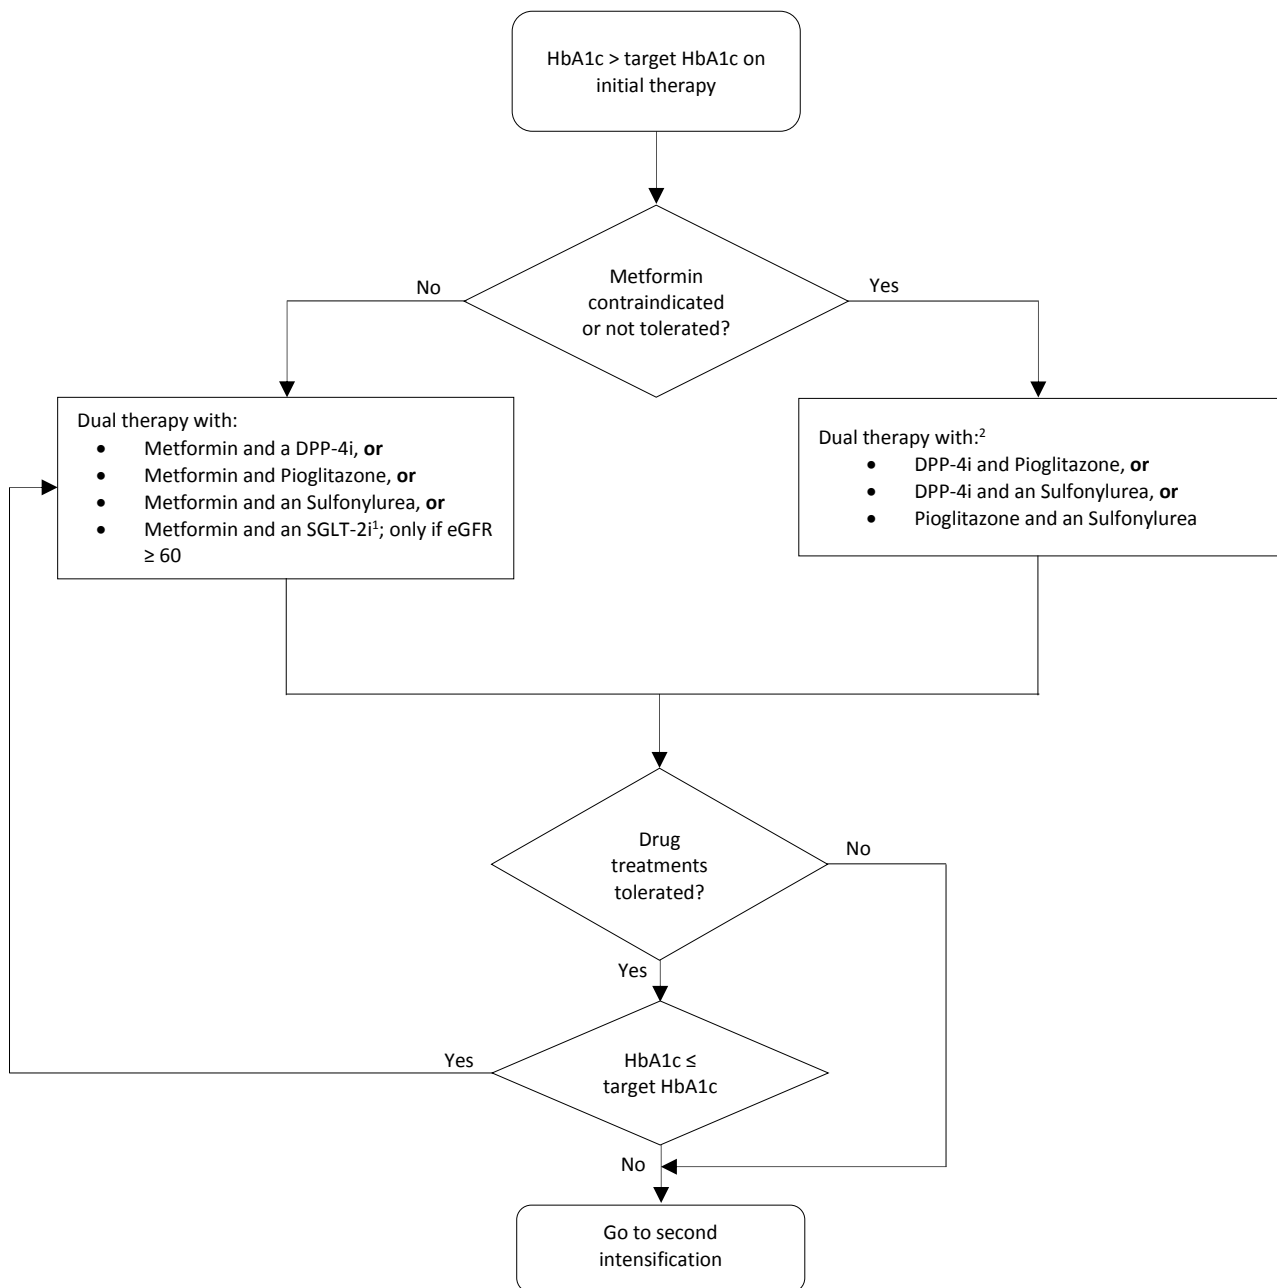 HbA1c > target HbA1c on
initial therapy
Metformin
contraindicated
or not tolerated?
No
Yes
Dual therapy with:
• Metformin and a DPP-4i, or
• Metformin and Pioglitazone, or
• Metformin and an Sulfonylurea, or
• Metformin and an SGLT-2i¹; only if eGFR
≥ 60
Dual therapy with:²
• DPP-4i and Pioglitazone, or
• DPP-4i and an Sulfonylurea, or
• Pioglitazone and an Sulfonylurea
Drug
treatments
tolerated?
No
Yes
HbA1c ≤
target HbA1c
Yes
No
Go to second
intensification